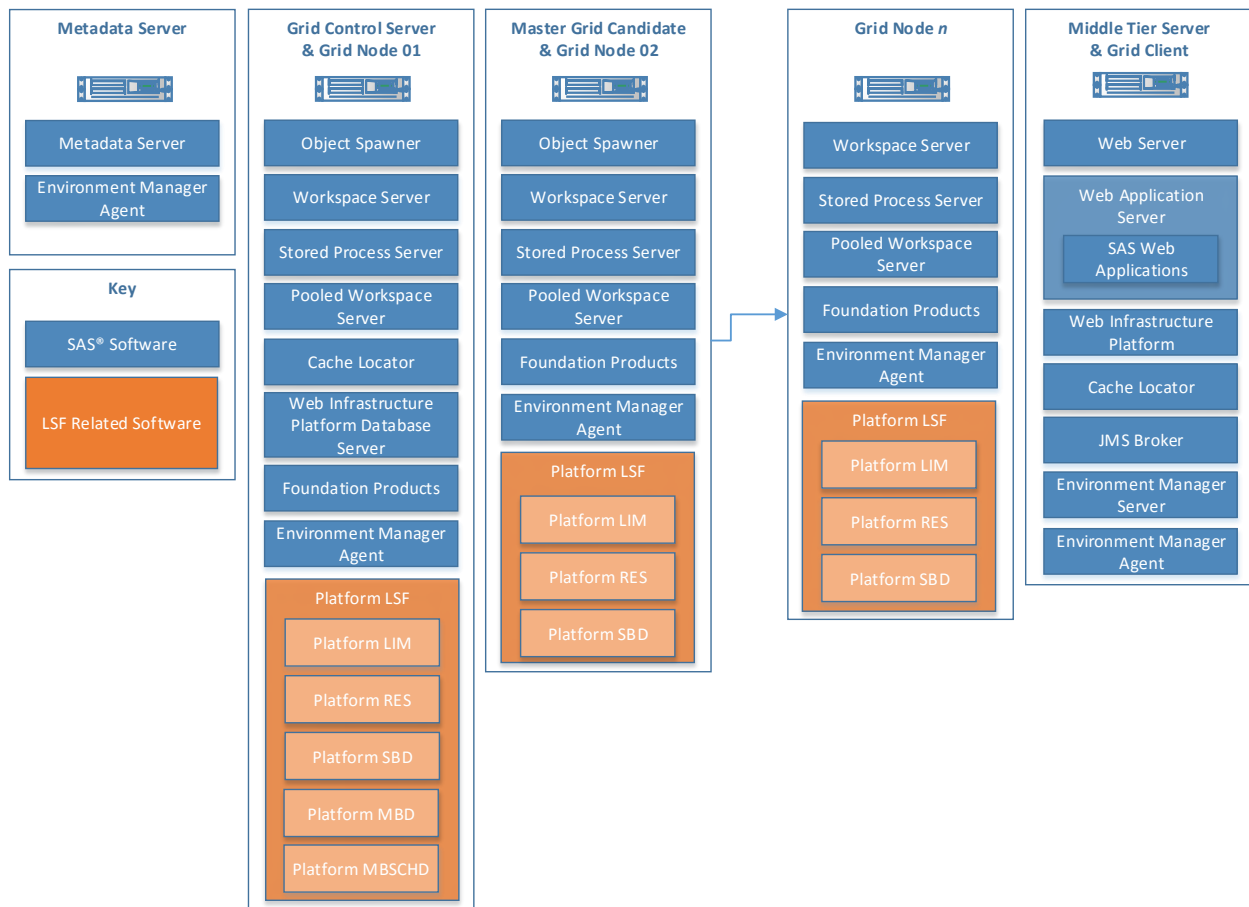 Metadata Server
Metadata Server
Environment Manager
Agent
Key
SAS® Software
LSF Related Software
Grid Control Server
& Grid Node 01
Object Spawner
Workspace Server
Stored Process Server
Pooled Workspace
Server
Cache Locator
Web Infrastructure
Platform Database
Server
Foundation Products
Environment Manager
Agent
Platform LSF
Platform LIM
Platform RES
Platform SBD
Platform MBD
Platform MBSCHD
Master Grid Candidate
& Grid Node 02
Object Spawner
Workspace Server
Stored Process Server
Pooled Workspace
Server
Foundation Products
Environment Manager
Agent
Platform LSF
Platform LIM
Platform RES
Platform SBD
Grid Node n
Workspace Server
Stored Process Server
Pooled Workspace
Server
Foundation Products
Environment Manager
Agent
Platform LSF
Platform LIM
Platform RES
Platform SBD
Middle Tier Server
& Grid Client
Web Server
Web Application
Server
SAS Web
Applications
Web Infrastructure
Platform
Cache Locator
JMS Broker
Environment Manager
Server
Environment Manager
Agent